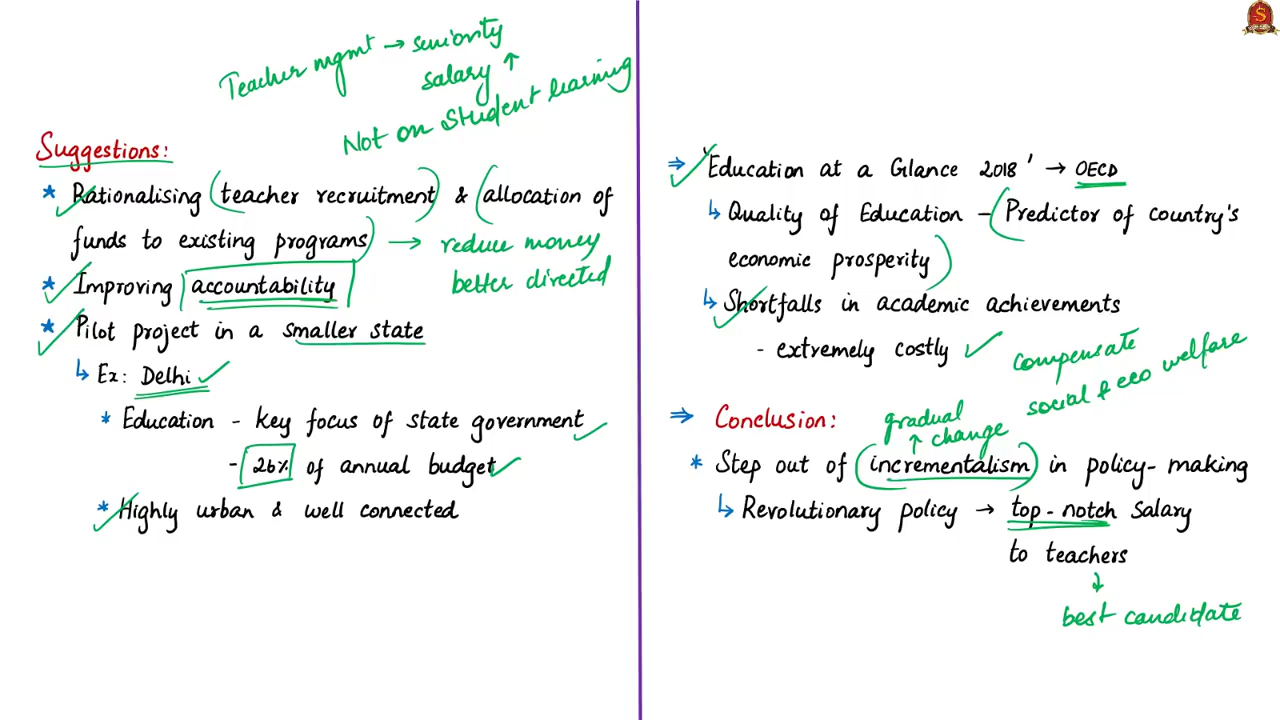 Teacher mgmt → seniority
salary ↑
Not on student learning
Suggestions:
* Rationalising (teacher recruitment) & (allocation of
funds to existing programs) → reduce money
better directed
* Improving accountability
* Pilot project in a smaller state
↳ Ex: Delhi ✓
* Education - key focus of state government ✓
- 26% of annual budget ✓
* Highly urban & well connected
⇒ 'Education at a Glance 2018' → OECD
↳ Quality of Education - (Predictor of country's
economic prosperity)
↳ Shortfalls in academic achievements
- extremely costly ✓
compensate
social & eco welfare
⇒ Conclusion:
gradual
↑ change
* Step out of (incrementalism) in policy-making
↳ Revolutionary policy → top-notch salary
to teachers
↓
best candidate
S